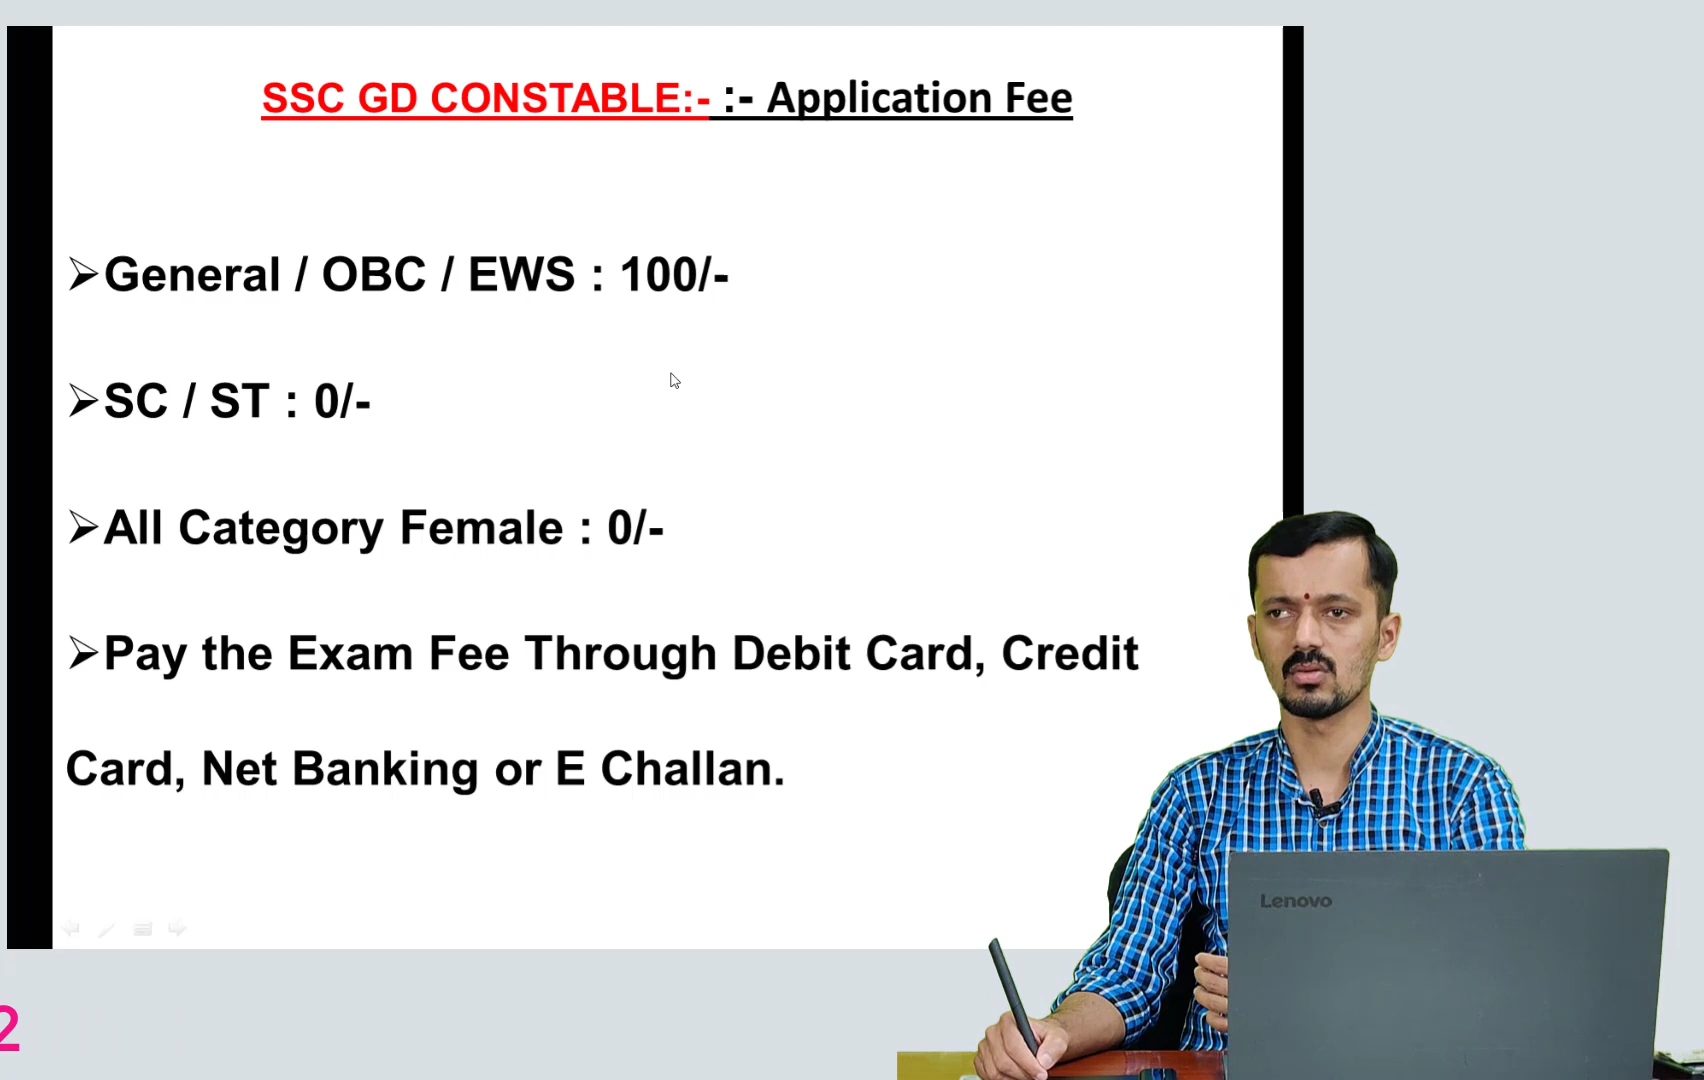 SSC GD CONSTABLE:- :- Application Fee
➢General / OBC / EWS : 100/-
➢SC / ST : 0/-
➢All Category Female : 0/-
➢Pay the Exam Fee Through Debit Card, Credit
Card, Net Banking or E Challan.
Lenovo
2